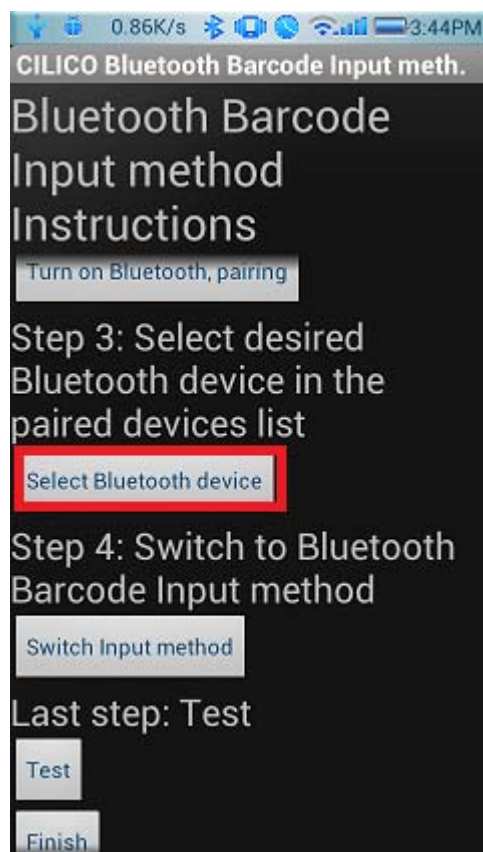 0.86K/s 3:44PM
CILICO Bluetooth Barcode Input meth.
Bluetooth Barcode
Input method
Instructions
Turn on Bluetooth, pairing
Step 3: Select desired
Bluetooth device in the
paired devices list
Select Bluetooth device
Step 4: Switch to Bluetooth
Barcode Input method
Switch Input method
Last step: Test
Test
Finish